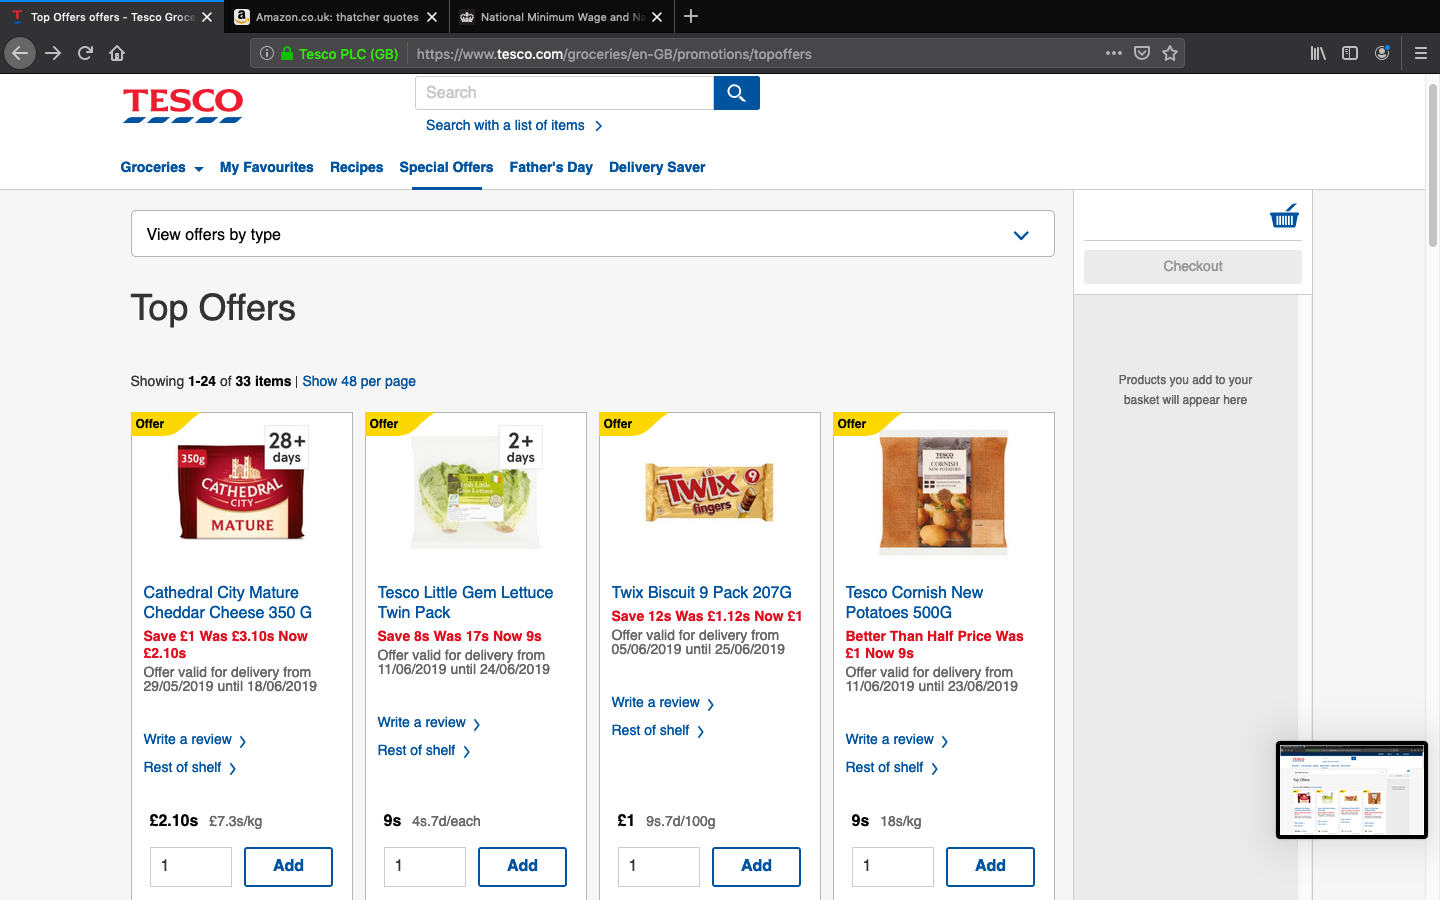 Top Offers offers - Tesco Groce
Amazon.co.uk: thatcher quotes
National Minimum Wage and Na
Tesco PLC (GB)
https://www.tesco.com/groceries/en-GB/promotions/topoffers
TESCO
Search
Search with a list of items
Groceries My Favourites Recipes Special Offers Father's Day Delivery Saver
View offers by type
Checkout
Top Offers
Products you add to your
basket will appear here
Showing 1-24 of 33 items | Show 48 per page
Offer
28+
days
350g
CATHEDRAL
CITY
MATURE
Cathedral City Mature
Cheddar Cheese 350 G
Save £1 Was £3.10s Now
£2.10s
Offer valid for delivery from
29/05/2019 until 18/06/2019
Write a review
Rest of shelf
£2.10s £7.3s/kg
1 Add
Offer
2+
days
TESCO
Little
Gem Lettuce
Tesco Little Gem Lettuce
Twin Pack
Save 8s Was 17s Now 9s
Offer valid for delivery from
11/06/2019 until 24/06/2019
Write a review
Rest of shelf
9s 4s.7d/each
1 Add
Offer
TWIX
9
fingers
Twix Biscuit 9 Pack 207G
Save 12s Was £1.12s Now £1
Offer valid for delivery from
05/06/2019 until 25/06/2019
Write a review
Rest of shelf
£1 9s.7d/100g
1 Add
Offer
TESCO
CORNISH
NEW POTATOES
Tesco Cornish New
Potatoes 500G
Better Than Half Price Was
£1 Now 9s
Offer valid for delivery from
11/06/2019 until 23/06/2019
Write a review
Rest of shelf
9s 18s/kg
1 Add
TESCO
Top Offers